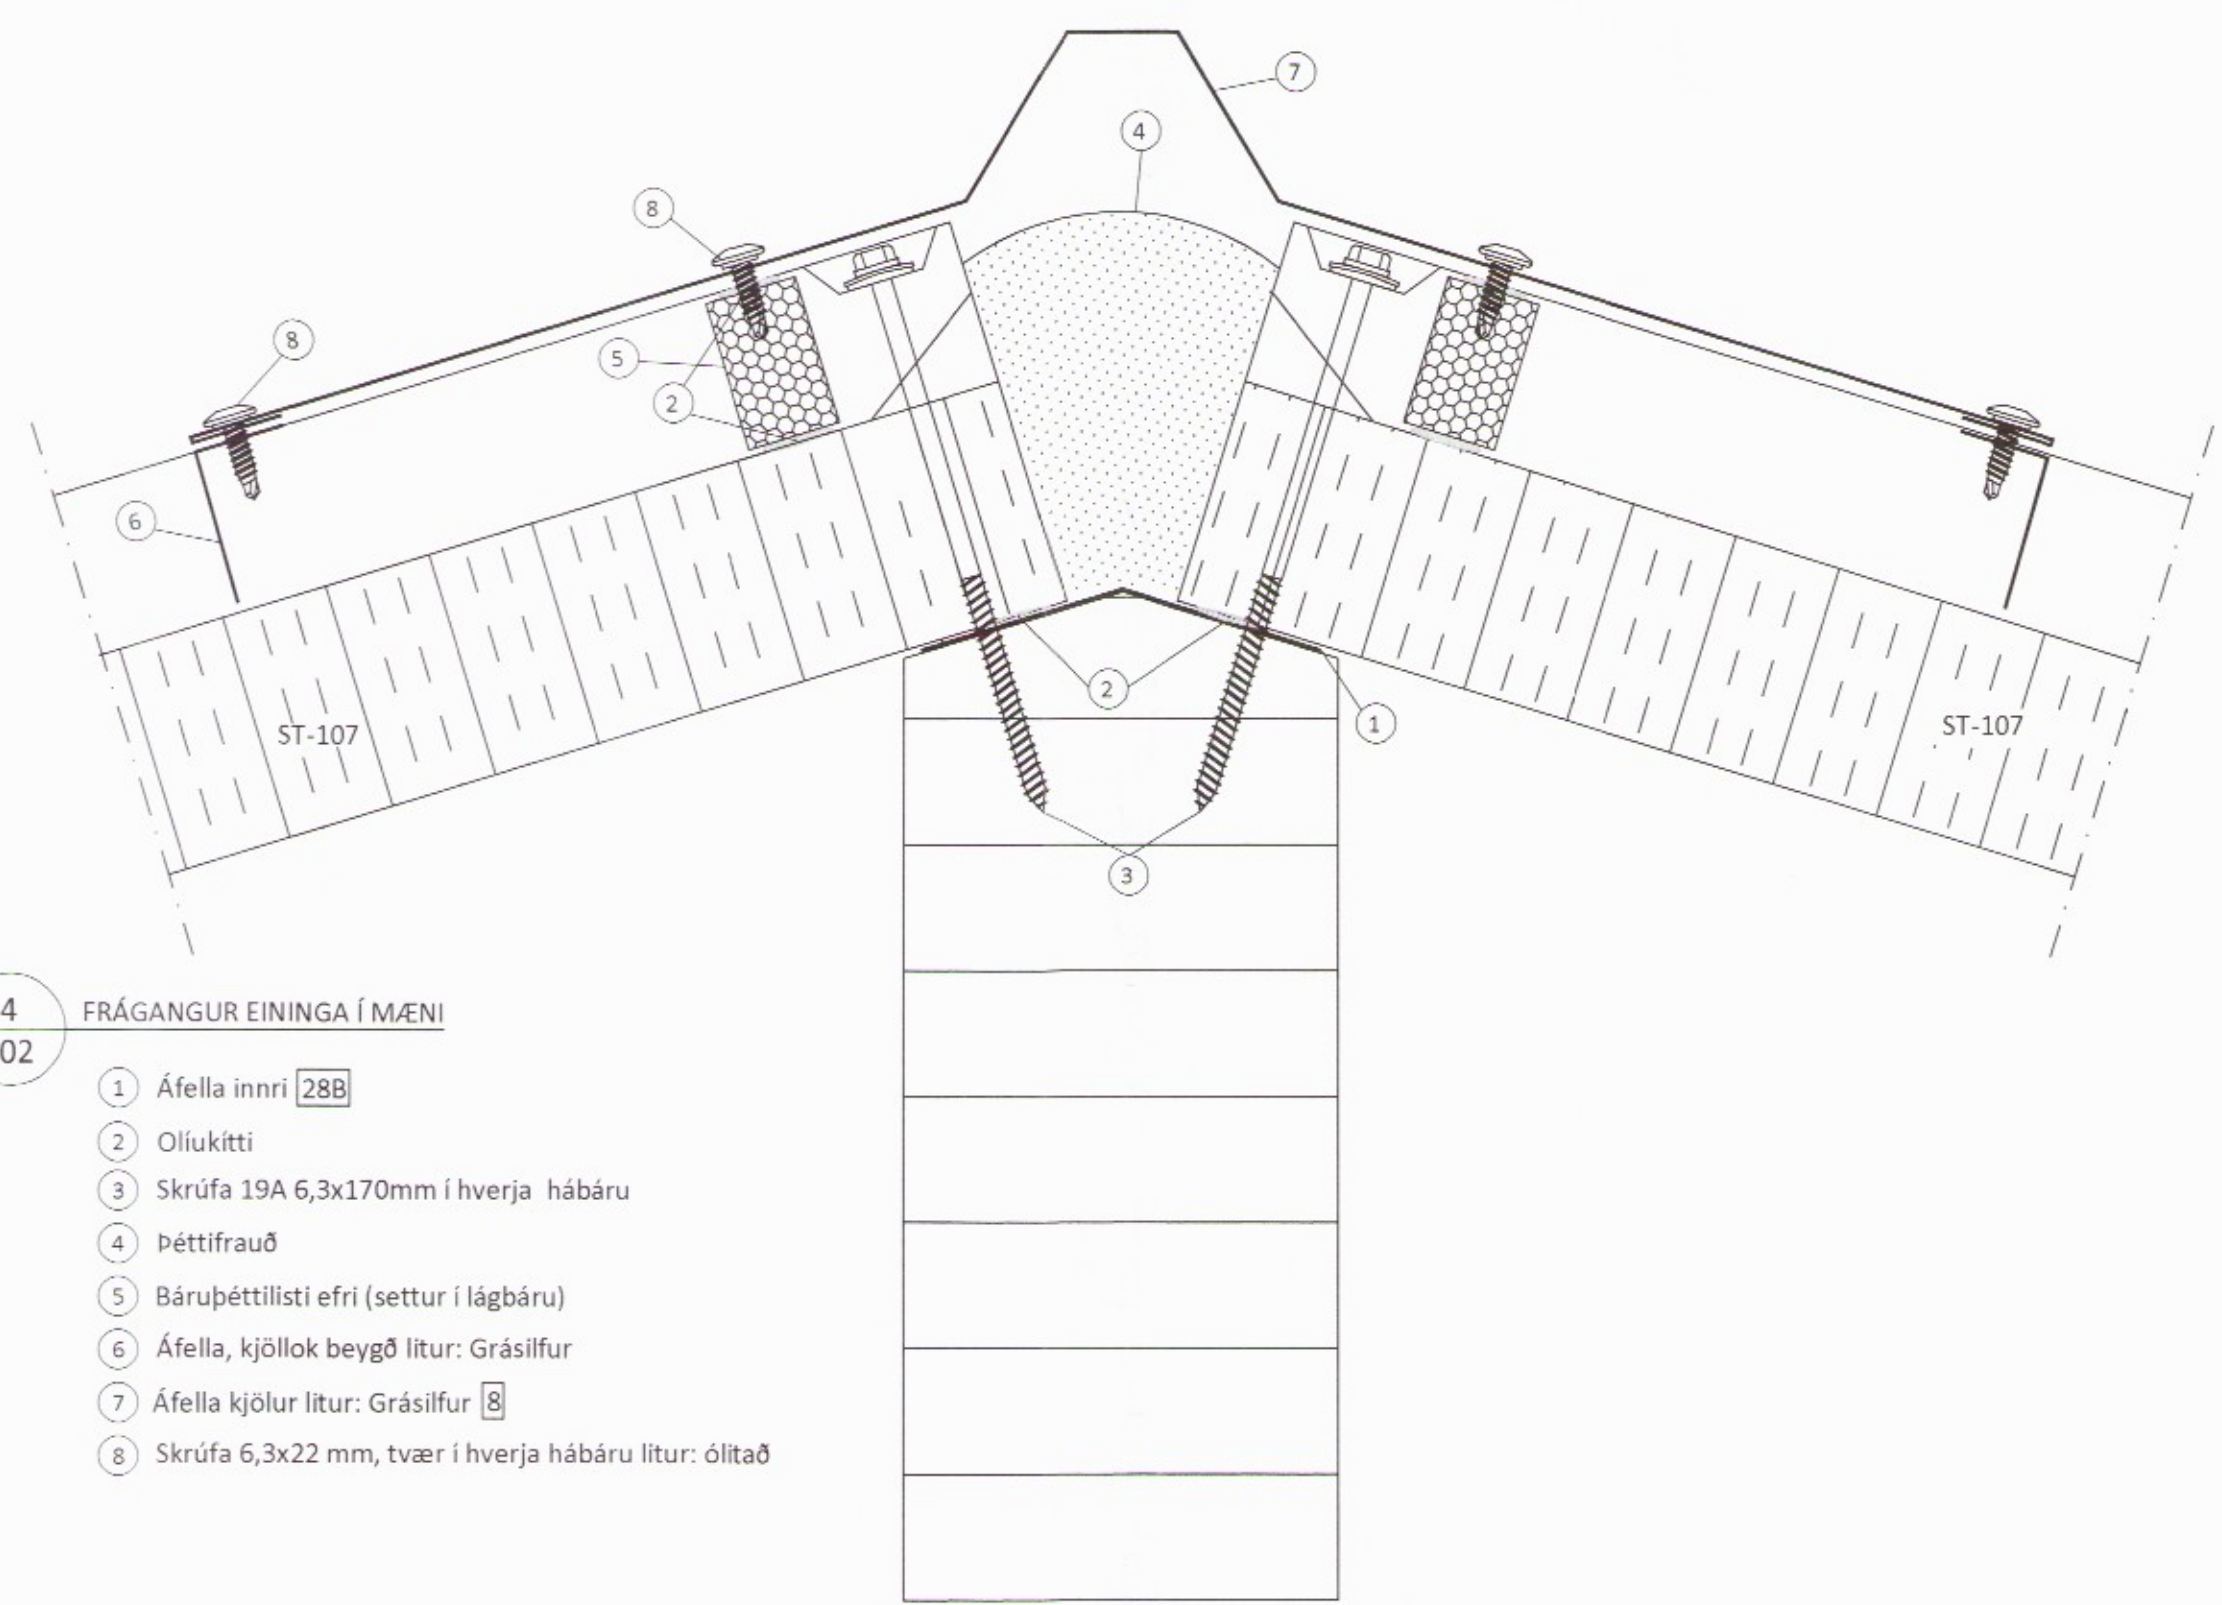 7
4
8
8
5
2
6
ST-107
ST-107
2
1
3
4
02
FRÁGANGUR EININGA Í MÆNI
1 Áfella innri 28B
2 Olíukítti
3 Skrúfa 19A 6,3x170mm í hverja hábáru
4 Þéttifrauð
5 Báruþéttilisti efri (settur í lágbáru)
6 Áfella, kjöllok beygð litur: Grásilfur
7 Áfella kjölur litur: Grásilfur 8
8 Skrúfa 6,3x22 mm, tvær í hverja hábáru litur: ólitað